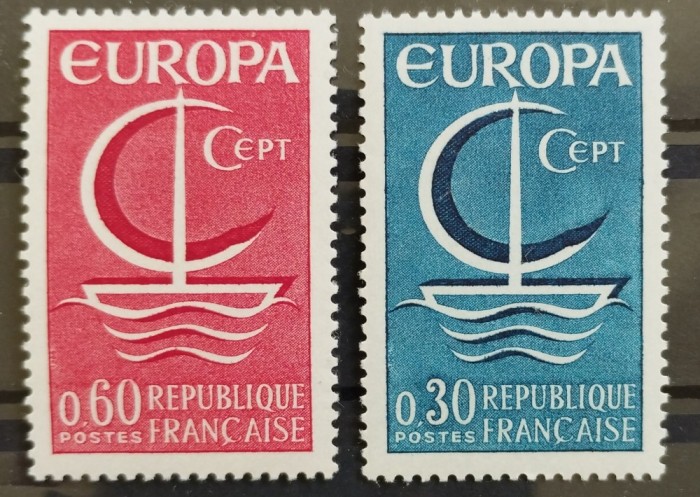 EUROPA
CEPT
0,60 REPUBLIQUE
POSTES FRANÇAISE
EUROPA
CEPT
0,30 REPUBLIQUE
POSTES FRANÇAISE